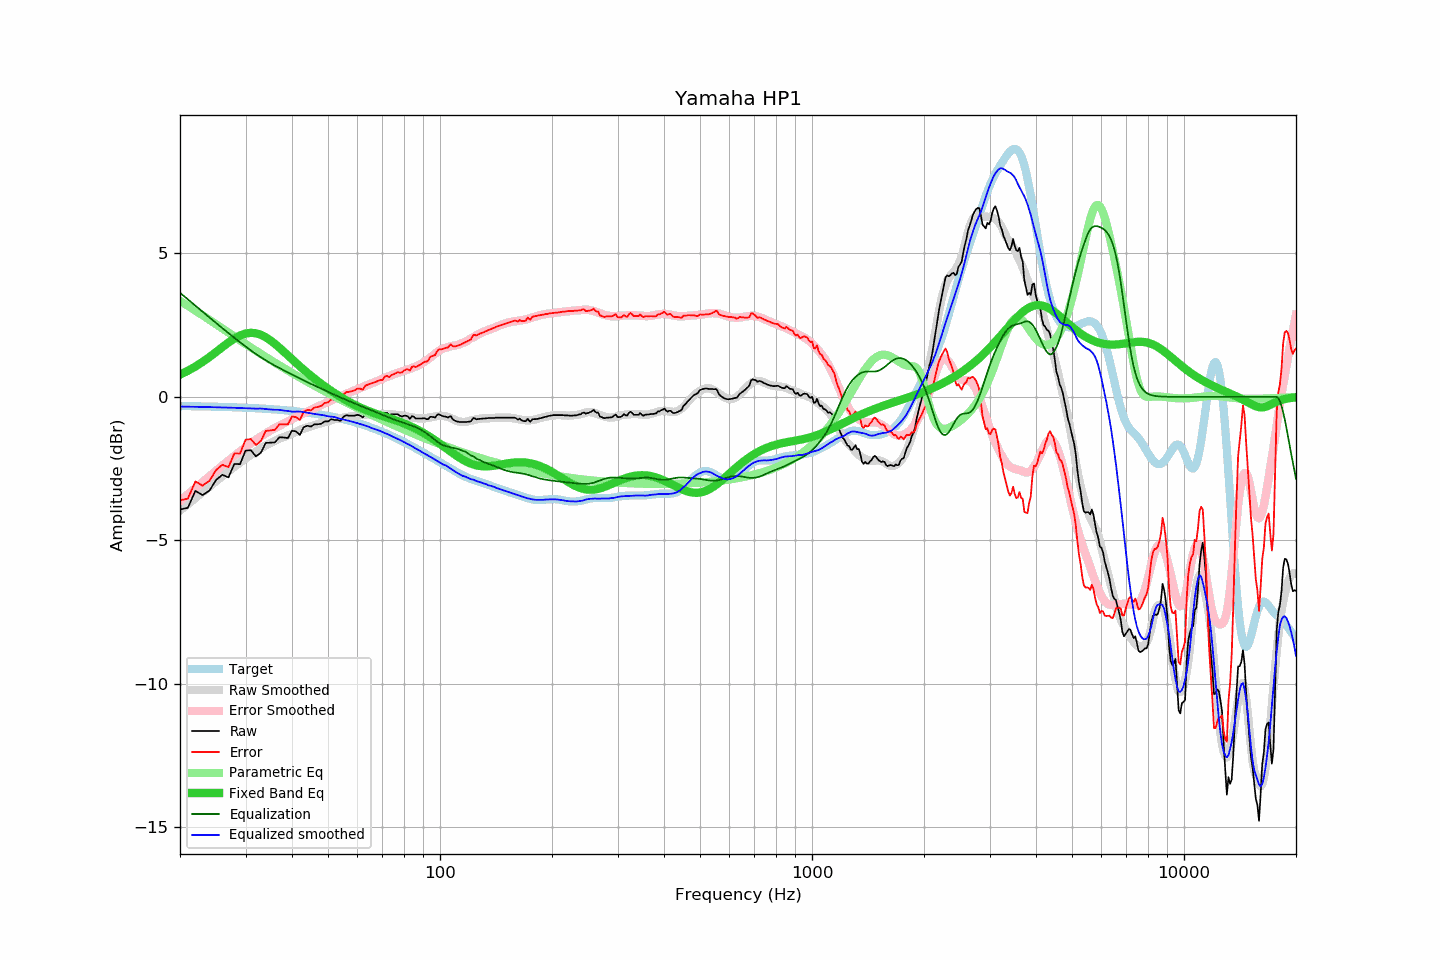 Yamaha HP1
Amplitude (dBr)
5
0
−5
−10
−15
Target
Raw Smoothed
Error Smoothed
Raw
Error
Parametric Eq
Fixed Band Eq
Equalization
Equalized smoothed
100
1000
10000
Frequency (Hz)